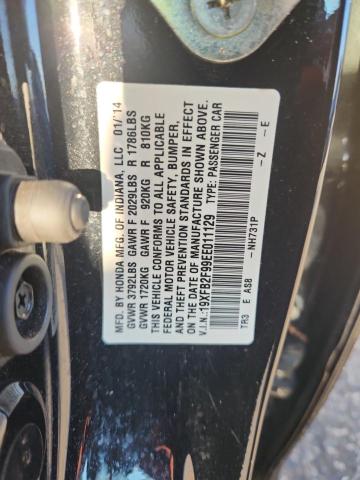 MFD. BY HONDA MFG. OF INDIANA, LLC 01/14
GVWR 3792LBS GAWR F 2029LBS R 1786LBS
GVWR 1720KG GAWR F 920KG R 810KG
THIS VEHICLE CONFORMS TO ALL APPLICABLE
FEDERAL MOTOR VEHICLE SAFETY, BUMPER,
AND THEFT PREVENTION STANDARDS IN EFFECT
ON THE DATE OF MANUFACTURE SHOWN ABOVE.
V.I.N.:19XFB2F99EE011129 TYPE: PASSENGER CAR
TR3 E AS8 -NH731P -Z -E